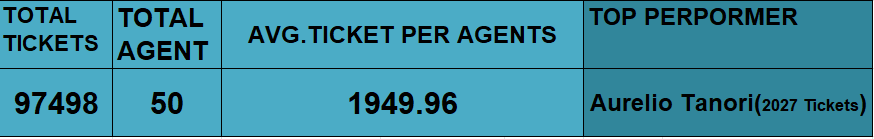 TOTAL TICKETS
TOTAL AGENT
AVG.TICKET PER AGENTS
TOP PERPORMER
97498
50
1949.96
Aurelio Tanori(2027 Tickets)